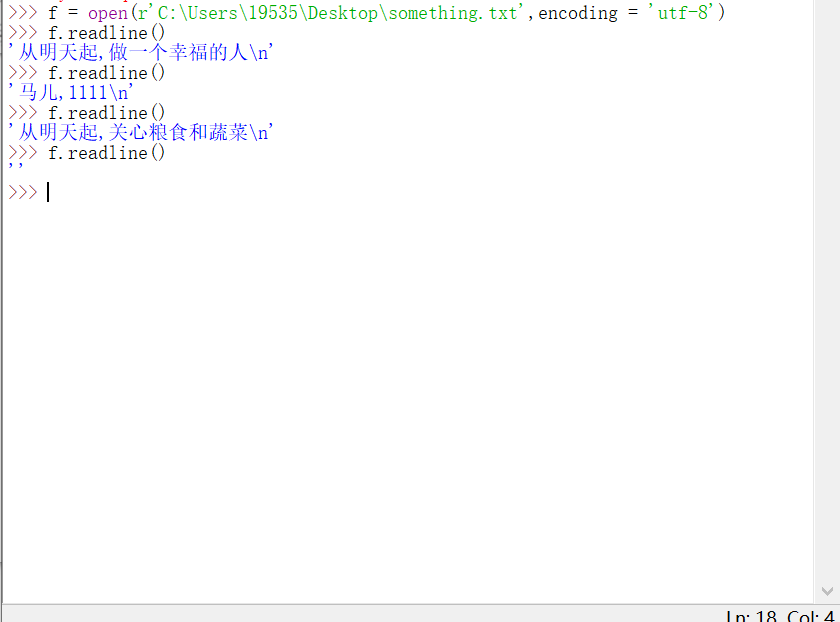 >>> f = open(r'C:\Users\19535\Desktop\something.txt',encoding = 'utf-8')
>>> f.readline()
'从明天起,做一个幸福的人\n'
>>> f.readline()
'马儿,1111\n'
>>> f.readline()
'从明天起,关心粮食和蔬菜\n'
>>> f.readline()
''
>>>
Ln: 18 Col: 4